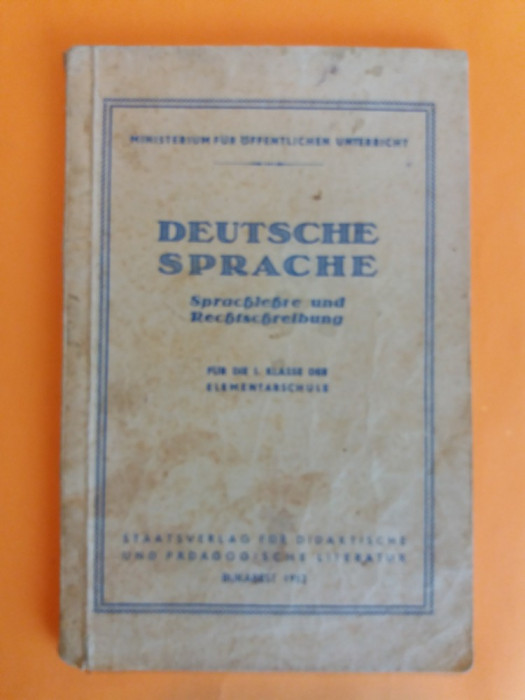 MINISTERIUM FÜR ÖFFENTLICHEN UNTERRICHT
DEUTSCHE
SPRACHE
Sprachlehre und
Rechtschreibung
FÜR DIE I. KLASSE DER
ELEMENTARSCHULE
STAATSVERLAG FÜR DIDAKTISCHE
UND PÄDAGOGISCHE LITERATUR
BUKAREST